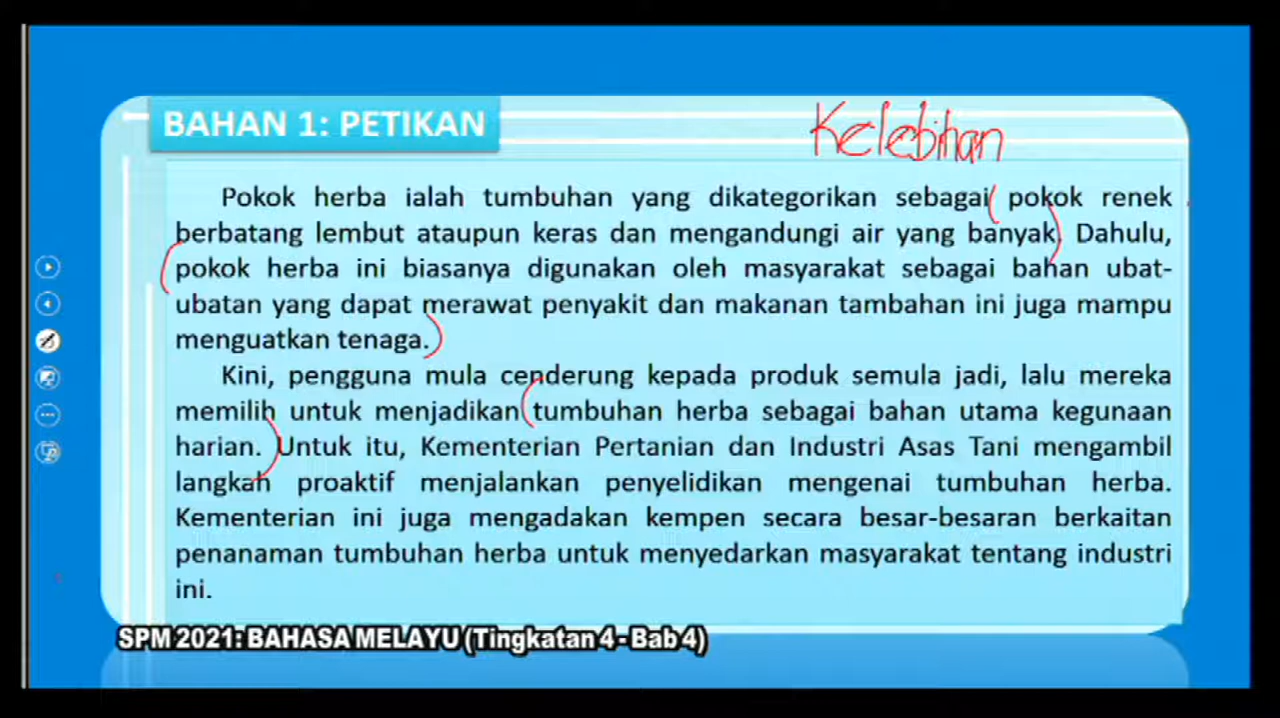 BAHAN 1: PETIKAN
Kelebihan
Pokok herba ialah tumbuhan yang dikategorikan sebagai pokok renek
berbatang lembut ataupun keras dan mengandungi air yang banyak. Dahulu,
pokok herba ini biasanya digunakan oleh masyarakat sebagai bahan ubat-
ubatan yang dapat merawat penyakit dan makanan tambahan ini juga mampu
menguatkan tenaga.
Kini, pengguna mula cenderung kepada produk semula jadi, lalu mereka
memilih untuk menjadikan tumbuhan herba sebagai bahan utama kegunaan
harian. Untuk itu, Kementerian Pertanian dan Industri Asas Tani mengambil
langkah proaktif menjalankan penyelidikan mengenai tumbuhan herba.
Kementerian ini juga mengadakan kempen secara besar-besaran berkaitan
penanaman tumbuhan herba untuk menyedarkan masyarakat tentang industri
ini.
SPM 2021: BAHASA MELAYU (Tingkatan 4 - Bab 4)